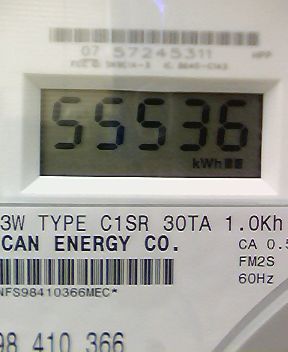 07 57245311
55536
kWh
3W TYPE C1SR 30TA 1.0Kh
CAN ENERGY CO.
CA 0.5
FM2S
60Hz
NFS98410366MEC*
98 410 366